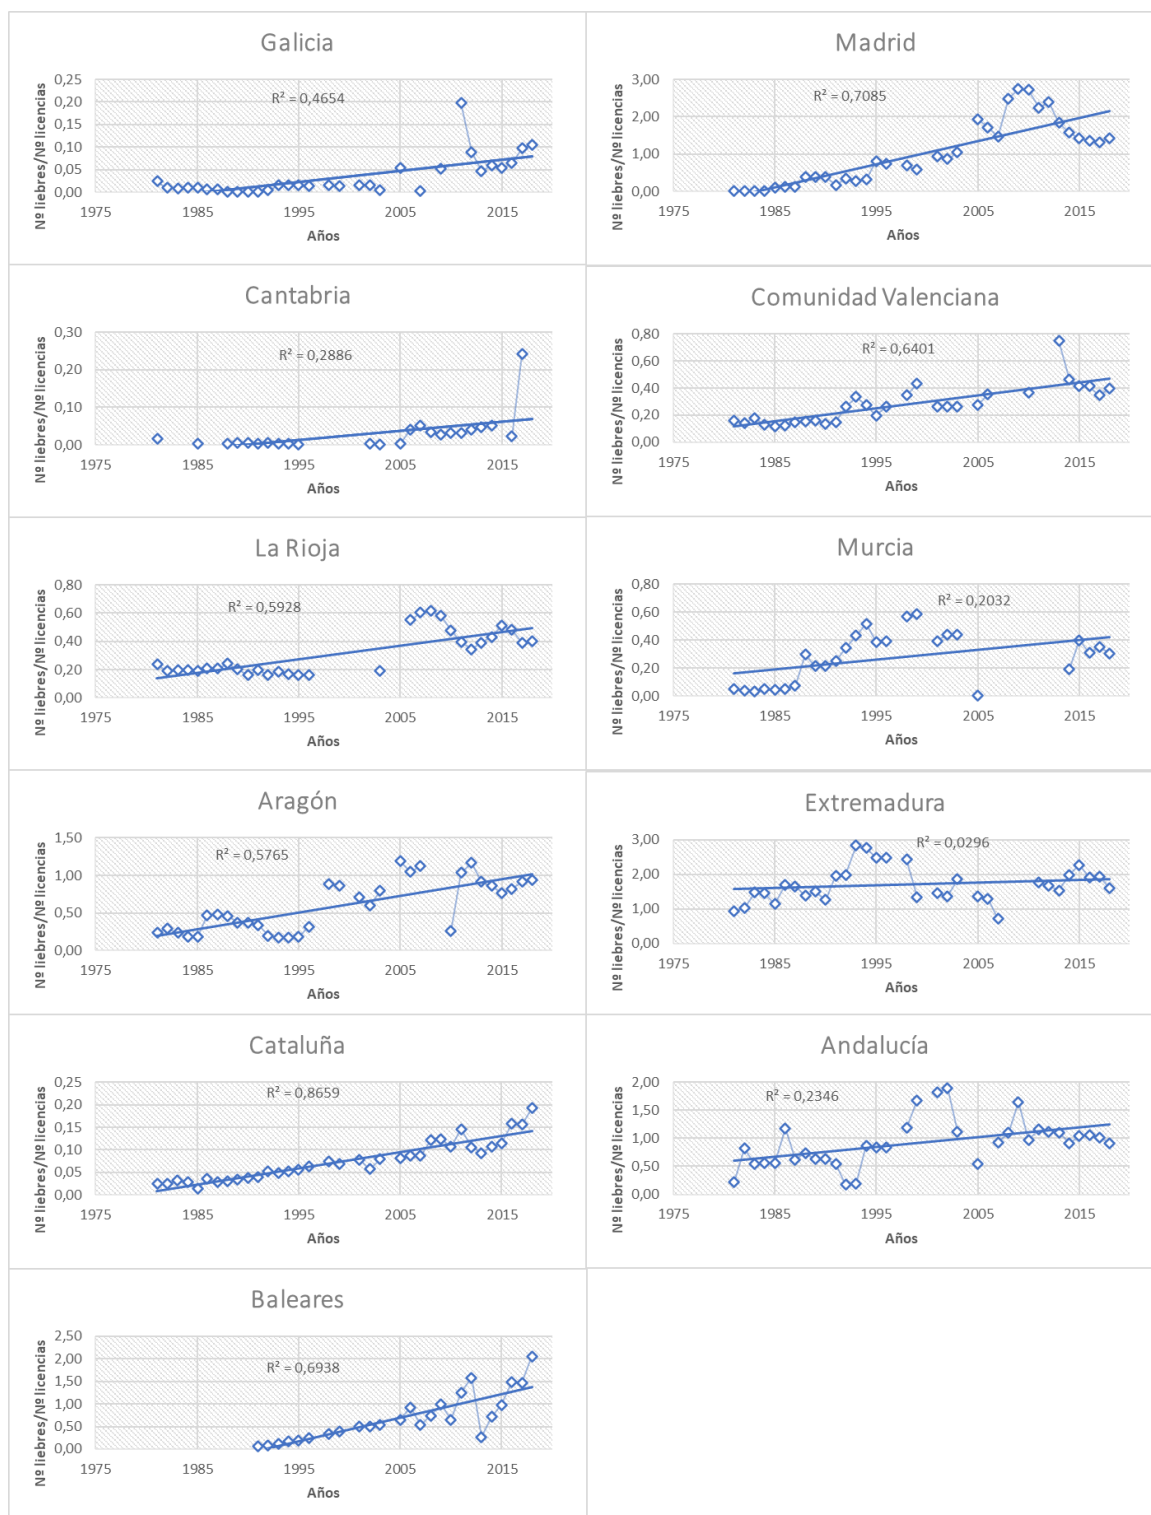 Galicia
Nº liebres/Nº licencias
0,25
0,20
0,15
0,10
0,05
0,00
R² = 0,4654
1975 1985 1995 2005 2015
Años
Madrid
Nº liebres/Nº licencias
3,00
2,00
1,00
0,00
R² = 0,7085
1975 1985 1995 2005 2015
Años
Cantabria
Nº liebres/Nº licencias
0,30
0,20
0,10
0,00
R² = 0,2886
1975 1985 1995 2005 2015
Años
Comunidad Valenciana
Nº liebres/Nº licencias
0,80
0,60
0,40
0,20
0,00
R² = 0,6401
1975 1985 1995 2005 2015
Años
La Rioja
Nº liebres/Nº licencias
0,80
0,60
0,40
0,20
0,00
R² = 0,5928
1975 1985 1995 2005 2015
Años
Murcia
Nº liebres/Nº licencias
0,80
0,60
0,40
0,20
0,00
R² = 0,2032
1975 1985 1995 2005 2015
Años
Aragón
Nº liebres/Nº licencias
1,50
1,00
0,50
0,00
R² = 0,5765
1975 1985 1995 2005 2015
Años
Extremadura
Nº liebres/Nº licencias
3,00
2,00
1,00
0,00
R² = 0,0296
1975 1985 1995 2005 2015
Años
Cataluña
Nº liebres/Nº licencias
0,25
0,20
0,15
0,10
0,05
0,00
R² = 0,8659
1975 1985 1995 2005 2015
Años
Andalucía
Nº liebres/Nº licencias
2,00
1,50
1,00
0,50
0,00
R² = 0,2346
1975 1985 1995 2005 2015
Años
Baleares
Nº liebres/Nº licencias
2,50
2,00
1,50
1,00
0,50
0,00
R² = 0,6938
1975 1985 1995 2005 2015
Años